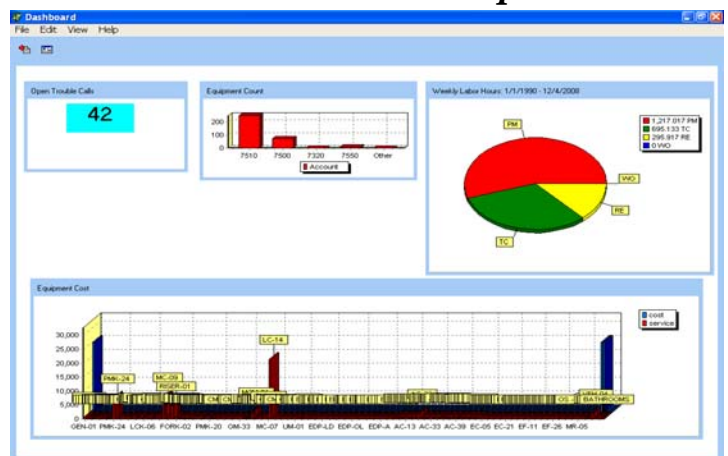 Dashboard
File Edit View Help
Open Trouble Calls
42
Equipment Count
200
100
0
7510 7500 7320 7550 Other
Account
Weekly Labor Hours: 1/1/1990 - 12/4/2008
1,217.017 PM
695.133 TC
295.917 RE
0 WO
PM
WO
RE
TC
Equipment Cost
cost
service
30,000
25,000
20,000
15,000
10,000
5,000
0
LC-14
PMK-24
MC-09
RISER-01
BATHROOMS
GEN-01 PMK-24 LCK-06 FORK-02 PMK-20 OM-33 MC-07 UM-01 EDP-LD EDP-OL EDP-A AC-13 AC-33 AC-39 EC-05 EC-21 EF-11 EF-26 MR-05